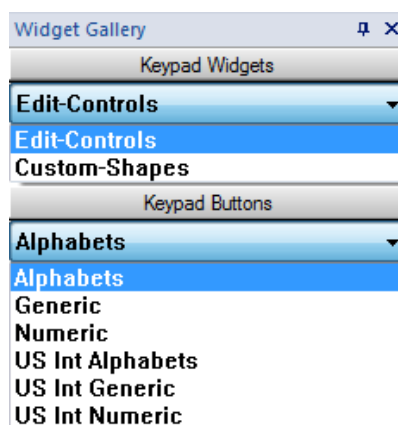 Widget Gallery
Keypad Widgets
Edit-Controls
Edit-Controls
Custom-Shapes
Keypad Buttons
Alphabets
Alphabets
Generic
Numeric
US Int Alphabets
US Int Generic
US Int Numeric